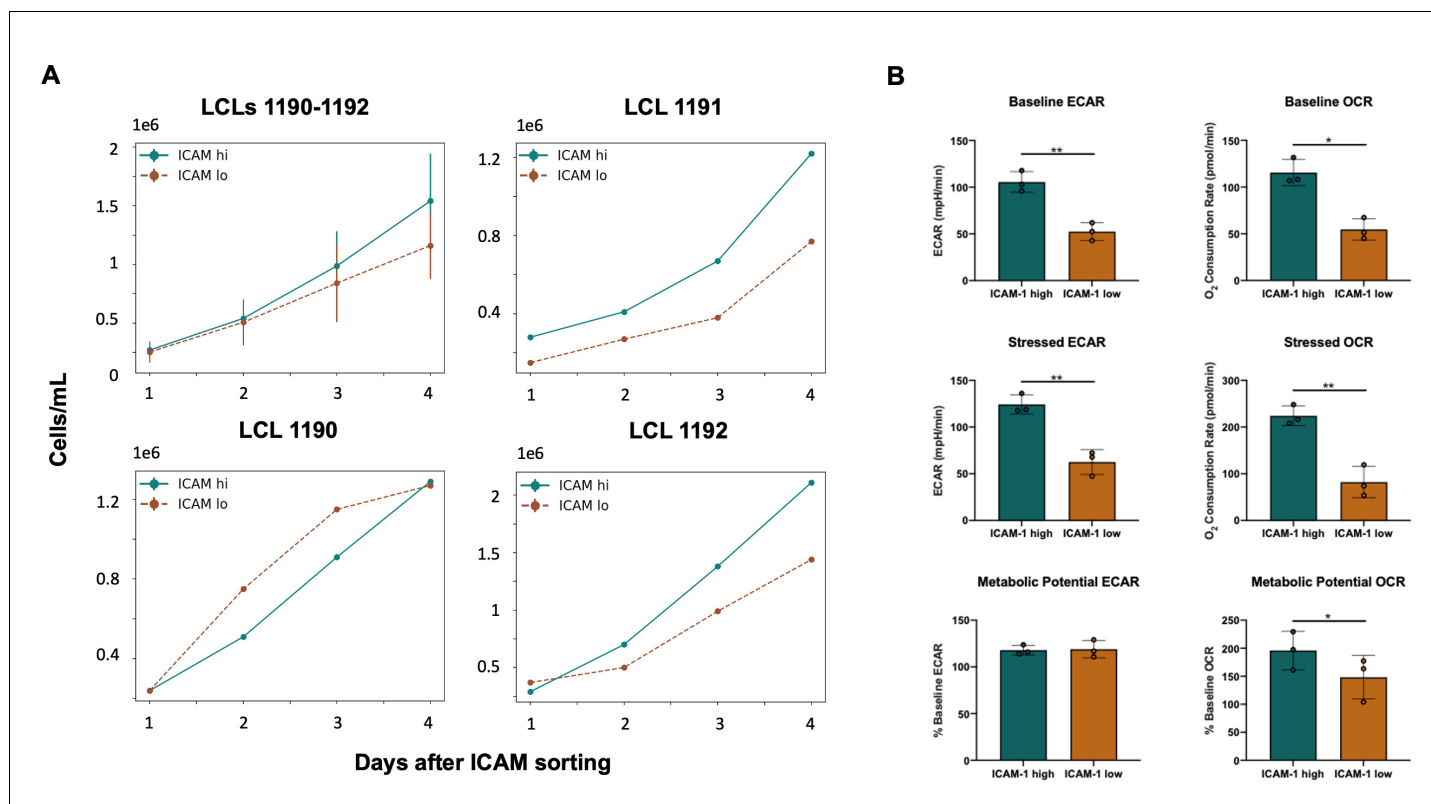 A
LCLs 1190-1192
1e6
ICAM hi
ICAM lo
2
1.5
1
0.5
0
1
2
3
4
LCL 1191
1e6
ICAM hi
ICAM lo
1.2
0.8
0.4
1
2
3
4
Cells/mL
LCL 1190
1e6
ICAM hi
ICAM lo
1.2
0.8
0.4
1
2
3
4
LCL 1192
1e6
ICAM hi
ICAM lo
2
1.5
1
0.5
1
2
3
4
Days after ICAM sorting
B
Baseline ECAR
ECAR (mpH/min)
150
100
50
0
**
ICAM-1 high
ICAM-1 low
Baseline OCR
O2 Consumption Rate (pmol/min)
150
100
50
0
*
ICAM-1 high
ICAM-1 low
Stressed ECAR
ECAR (mpH/min)
150
100
50
0
**
ICAM-1 high
ICAM-1 low
Stressed OCR
O2 Consumption Rate (pmol/min)
300
200
100
0
**
ICAM-1 high
ICAM-1 low
Metabolic Potential ECAR
% Baseline ECAR
150
100
50
0
ICAM-1 high
ICAM-1 low
Metabolic Potential OCR
% Baseline OCR
250
200
150
100
50
0
*
ICAM-1 high
ICAM-1 low